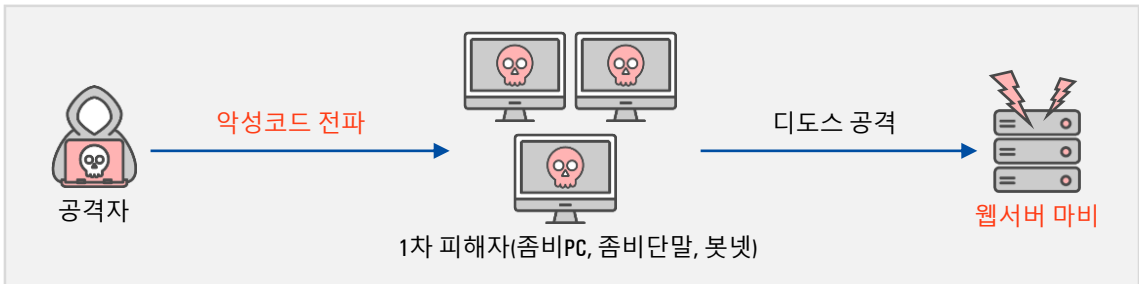 악성코드 전파
디도스 공격
공격자
웹서버 마비
1차 피해자(좀비PC, 좀비단말, 봇넷)